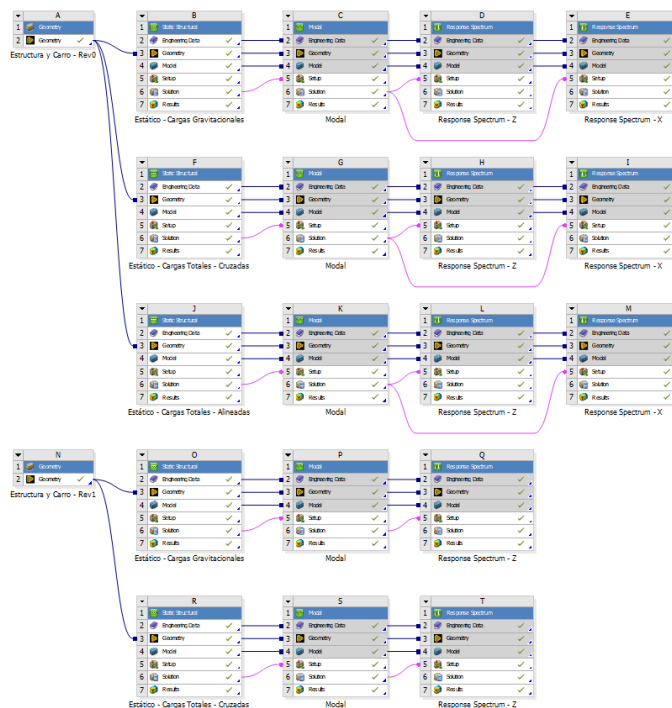 A B C D E
1 Geometry 1 Static Structural 1 Modal 1 Response Spectrum 1 Response Spectrum
2 Geometry 2 Engineering Data 2 Engineering Data 2 Engineering Data 2 Engineering Data
Estructura y Carro - Rev0 3 Geometry 3 Geometry 3 Geometry 3 Geometry
4 Model 4 Model 4 Model 4 Model
5 Setup 5 Setup 5 Setup 5 Setup
6 Solution 6 Solution 6 Solution 6 Solution
7 Results 7 Results 7 Results 7 Results
Estático - Cargas Gravitacionales Modal Response Spectrum - Z Response Spectrum - X
F G H I
1 Static Structural 1 Modal 1 Response Spectrum 1 Response Spectrum
2 Engineering Data 2 Engineering Data 2 Engineering Data 2 Engineering Data
3 Geometry 3 Geometry 3 Geometry 3 Geometry
4 Model 4 Model 4 Model 4 Model
5 Setup 5 Setup 5 Setup 5 Setup
6 Solution 6 Solution 6 Solution 6 Solution
7 Results 7 Results 7 Results 7 Results
Estático - Cargas Totales - Cruzadas Modal Response Spectrum - Z Response Spectrum - X
J K L M
1 Static Structural 1 Modal 1 Response Spectrum 1 Response Spectrum
2 Engineering Data 2 Engineering Data 2 Engineering Data 2 Engineering Data
3 Geometry 3 Geometry 3 Geometry 3 Geometry
4 Model 4 Model 4 Model 4 Model
5 Setup 5 Setup 5 Setup 5 Setup
6 Solution 6 Solution 6 Solution 6 Solution
7 Results 7 Results 7 Results 7 Results
Estático - Cargas Totales - Alineadas Modal Response Spectrum - Z Response Spectrum - X
N O P Q
1 Geometry 1 Static Structural 1 Modal 1 Response Spectrum
2 Geometry 2 Engineering Data 2 Engineering Data 2 Engineering Data
Estructura y Carro - Rev1 3 Geometry 3 Geometry 3 Geometry
4 Model 4 Model 4 Model
5 Setup 5 Setup 5 Setup
6 Solution 6 Solution 6 Solution
7 Results 7 Results 7 Results
Estático - Cargas Gravitacionales Modal Response Spectrum - Z
R S T
1 Static Structural 1 Modal 1 Response Spectrum
2 Engineering Data 2 Engineering Data 2 Engineering Data
3 Geometry 3 Geometry 3 Geometry
4 Model 4 Model 4 Model
5 Setup 5 Setup 5 Setup
6 Solution 6 Solution 6 Solution
7 Results 7 Results 7 Results
Estático - Cargas Totales - Cruzadas Modal Response Spectrum - Z